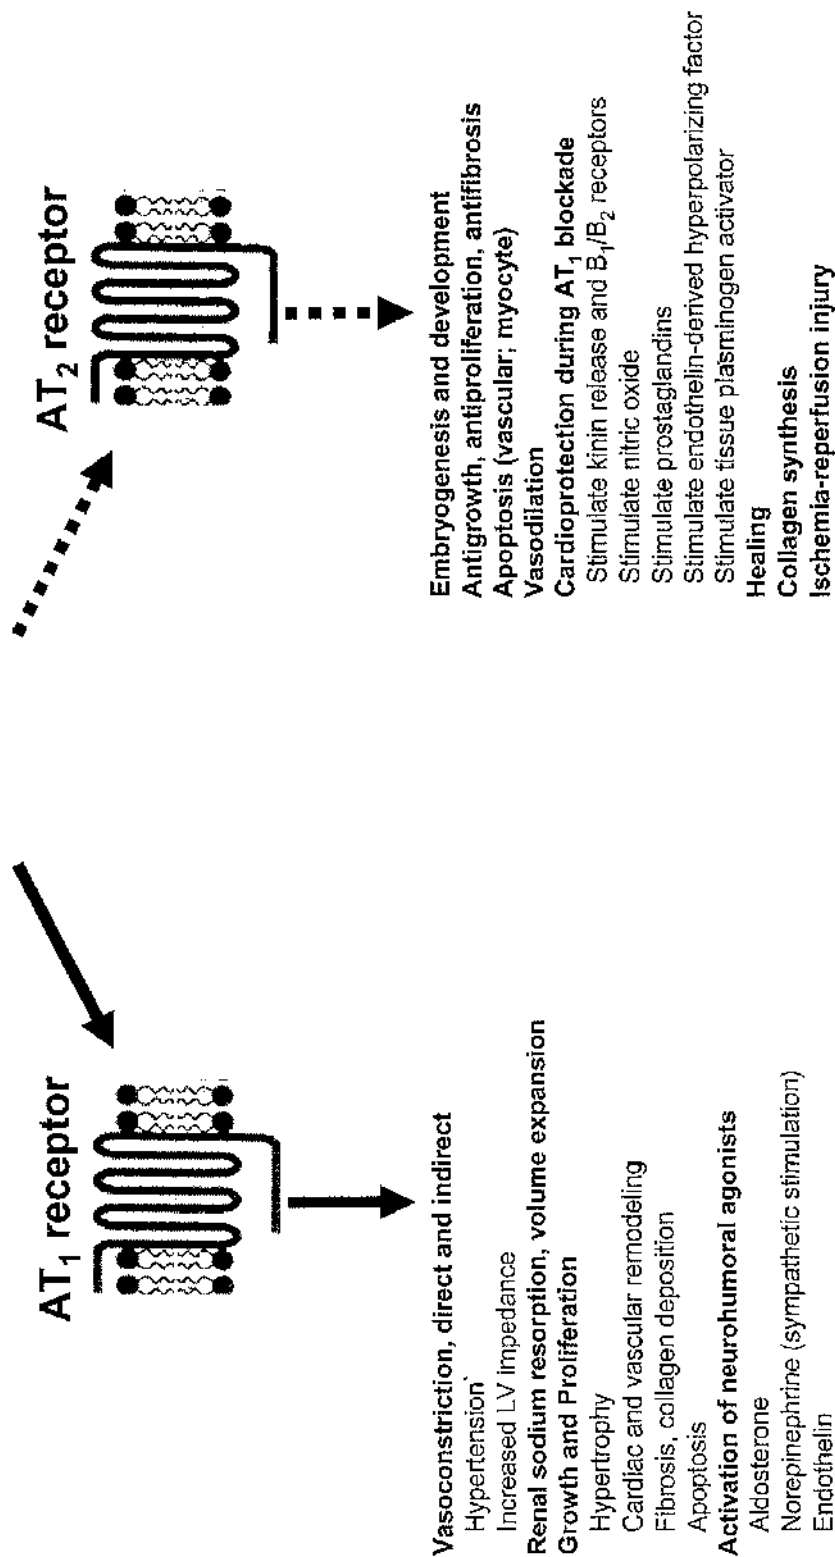 AT₁ receptor
Vasoconstriction, direct and indirect
Hypertension`
Increased LV impedance
Renal sodium resorption, volume expansion
Growth and Proliferation
Hypertrophy
Cardiac and vascular remodeling
Fibrosis, collagen deposition
Apoptosis
Activation of neurohumoral agonists
Aldosterone
Norepinephrine (sympathetic stimulation)
Endothelin
AT₂ receptor
Embryogenesis and development
Antigrowth, antiproliferation, antifibrosis
Apoptosis (vascular; myocyte)
Vasodilation
Cardioprotection during AT₁ blockade
Stimulate kinin release and B₁/B₂ receptors
Stimulate nitric oxide
Stimulate prostaglandins
Stimulate endothelin-derived hyperpolarizing factor
Stimulate tissue plasminogen activator
Healing
Collagen synthesis
Ischemia-reperfusion injury